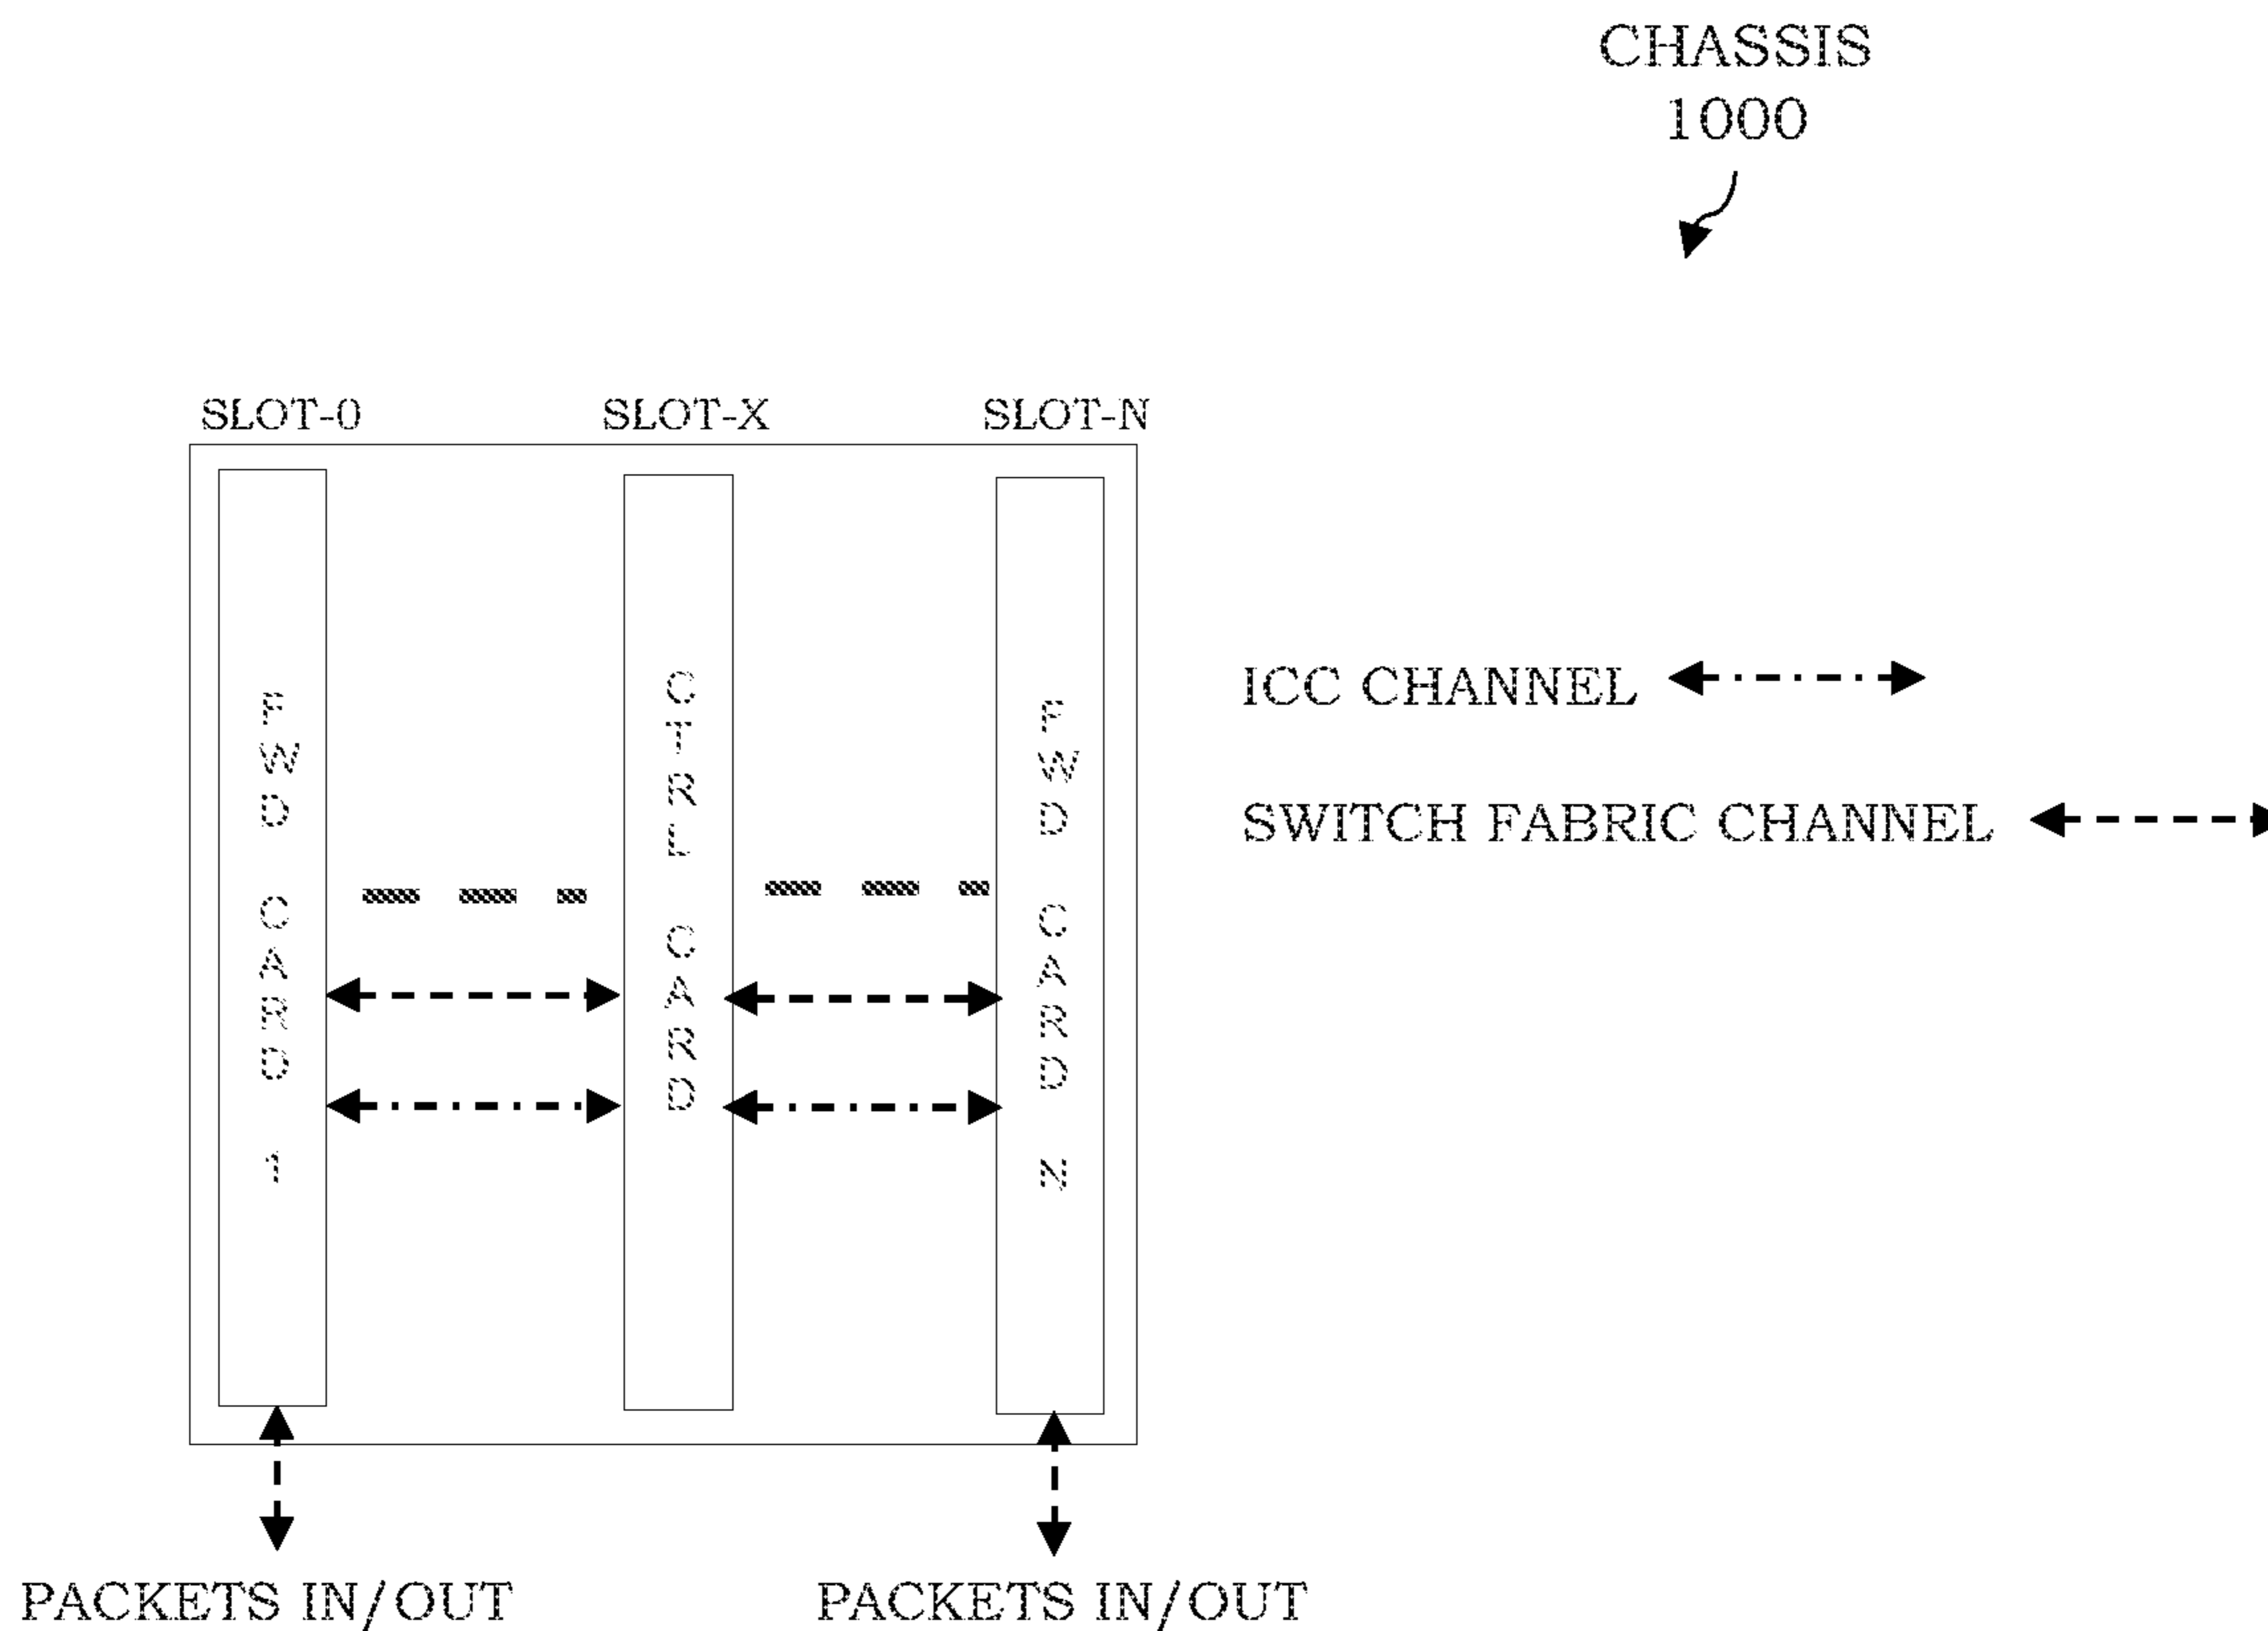 CHASSIS
1000
SLOT-0
SLOT-X
SLOT-N
FWD CARD 1
CTRL CARD
FWD CARD N
ICC CHANNEL
SWITCH FABRIC CHANNEL
PACKETS IN/OUT
PACKETS IN/OUT